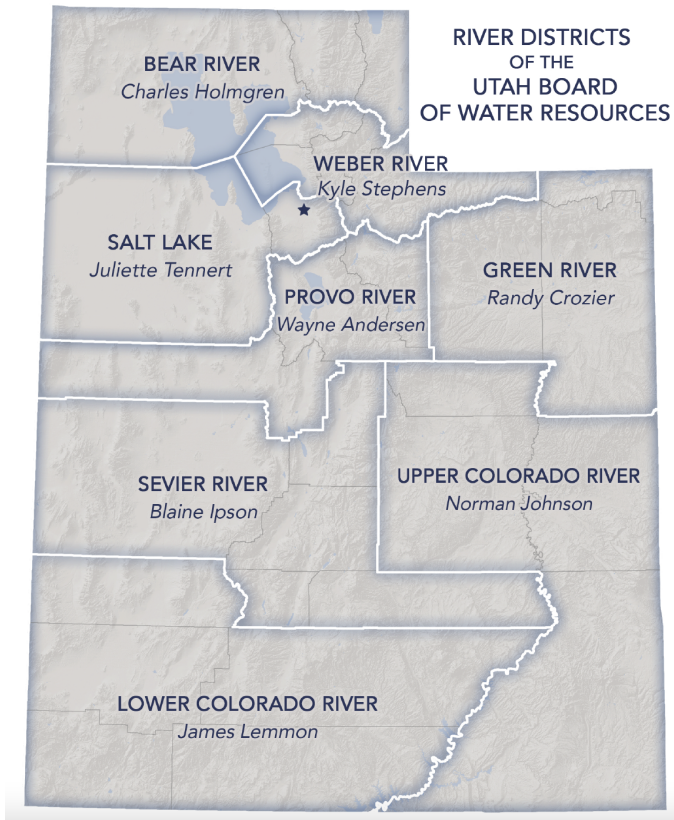 RIVER DISTRICTS
OF THE
UTAH BOARD
OF WATER RESOURCES
BEAR RIVER
Charles Holmgren
WEBER RIVER
Kyle Stephens
SALT LAKE
Juliette Tennert
PROVO RIVER
Wayne Andersen
GREEN RIVER
Randy Crozier
SEVIER RIVER
Blaine Ipson
UPPER COLORADO RIVER
Norman Johnson
LOWER COLORADO RIVER
James Lemmon